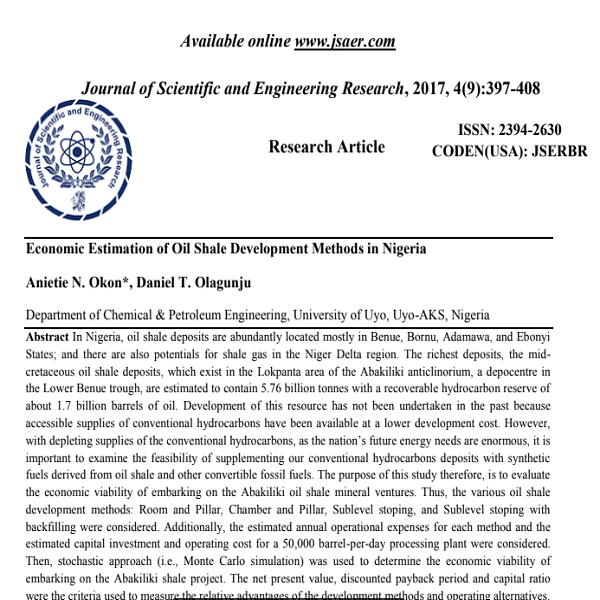 Available online www.jsaer.com
Journal of Scientific and Engineering Research, 2017, 4(9):397-408
Journal of Scientific and Engineering Research
Research Article
ISSN: 2394-2630
CODEN(USA): JSERBR
Economic Estimation of Oil Shale Development Methods in Nigeria
Anietie N. Okon*, Daniel T. Olagunju
Department of Chemical & Petroleum Engineering, University of Uyo, Uyo-AKS, Nigeria
Abstract In Nigeria, oil shale deposits are abundantly located mostly in Benue, Bornu, Adamawa, and Ebonyi
States; and there are also potentials for shale gas in the Niger Delta region. The richest deposits, the mid-
cretaceous oil shale deposits, which exist in the Lokpanta area of the Abakiliki anticlinorium, a depocentre in
the Lower Benue trough, are estimated to contain 5.76 billion tonnes with a recoverable hydrocarbon reserve of
about 1.7 billion barrels of oil. Development of this resource has not been undertaken in the past because
accessible supplies of conventional hydrocarbons have been available at a lower development cost. However,
with depleting supplies of the conventional hydrocarbons, as the nation's future energy needs are enormous, it is
important to examine the feasibility of supplementing our conventional hydrocarbons deposits with synthetic
fuels derived from oil shale and other convertible fossil fuels. The purpose of this study therefore, is to evaluate
the economic viability of embarking on the Abakiliki oil shale mineral ventures. Thus, the various oil shale
development methods: Room and Pillar, Chamber and Pillar, Sublevel stoping, and Sublevel stoping with
backfilling were considered. Additionally, the estimated annual operational expenses for each method and the
estimated capital investment and operating cost for a 50,000 barrel-per-day processing plant were considered.
Then, stochastic approach (i.e., Monte Carlo simulation) was used to determine the economic viability of
embarking on the Abakiliki shale project. The net present value, discounted payback period and capital ratio
were the criteria used to measure the relative advantages of the development methods and operating alternatives.